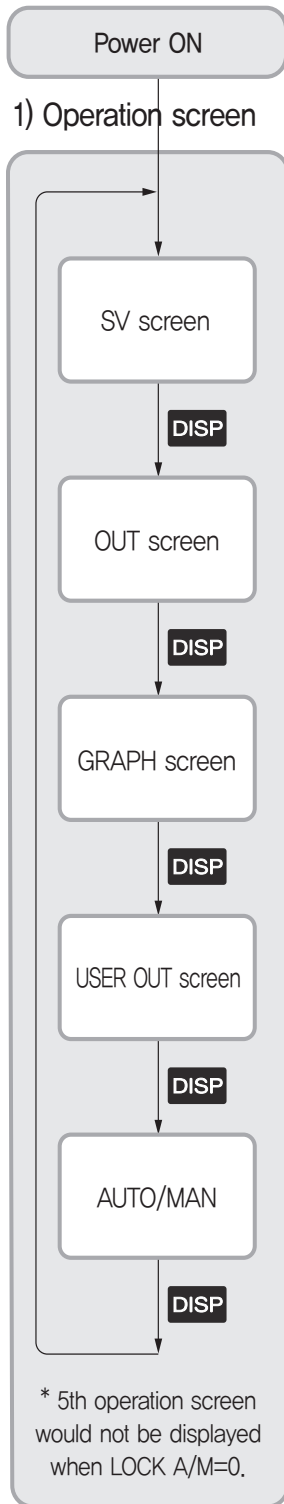 Power ON
1) Operation screen
SV screen
DISP
OUT screen
DISP
GRAPH screen
DISP
USER OUT screen
DISP
AUTO/MAN
DISP
* 5th operation screen
would not be displayed
when LOCK A/M=0.